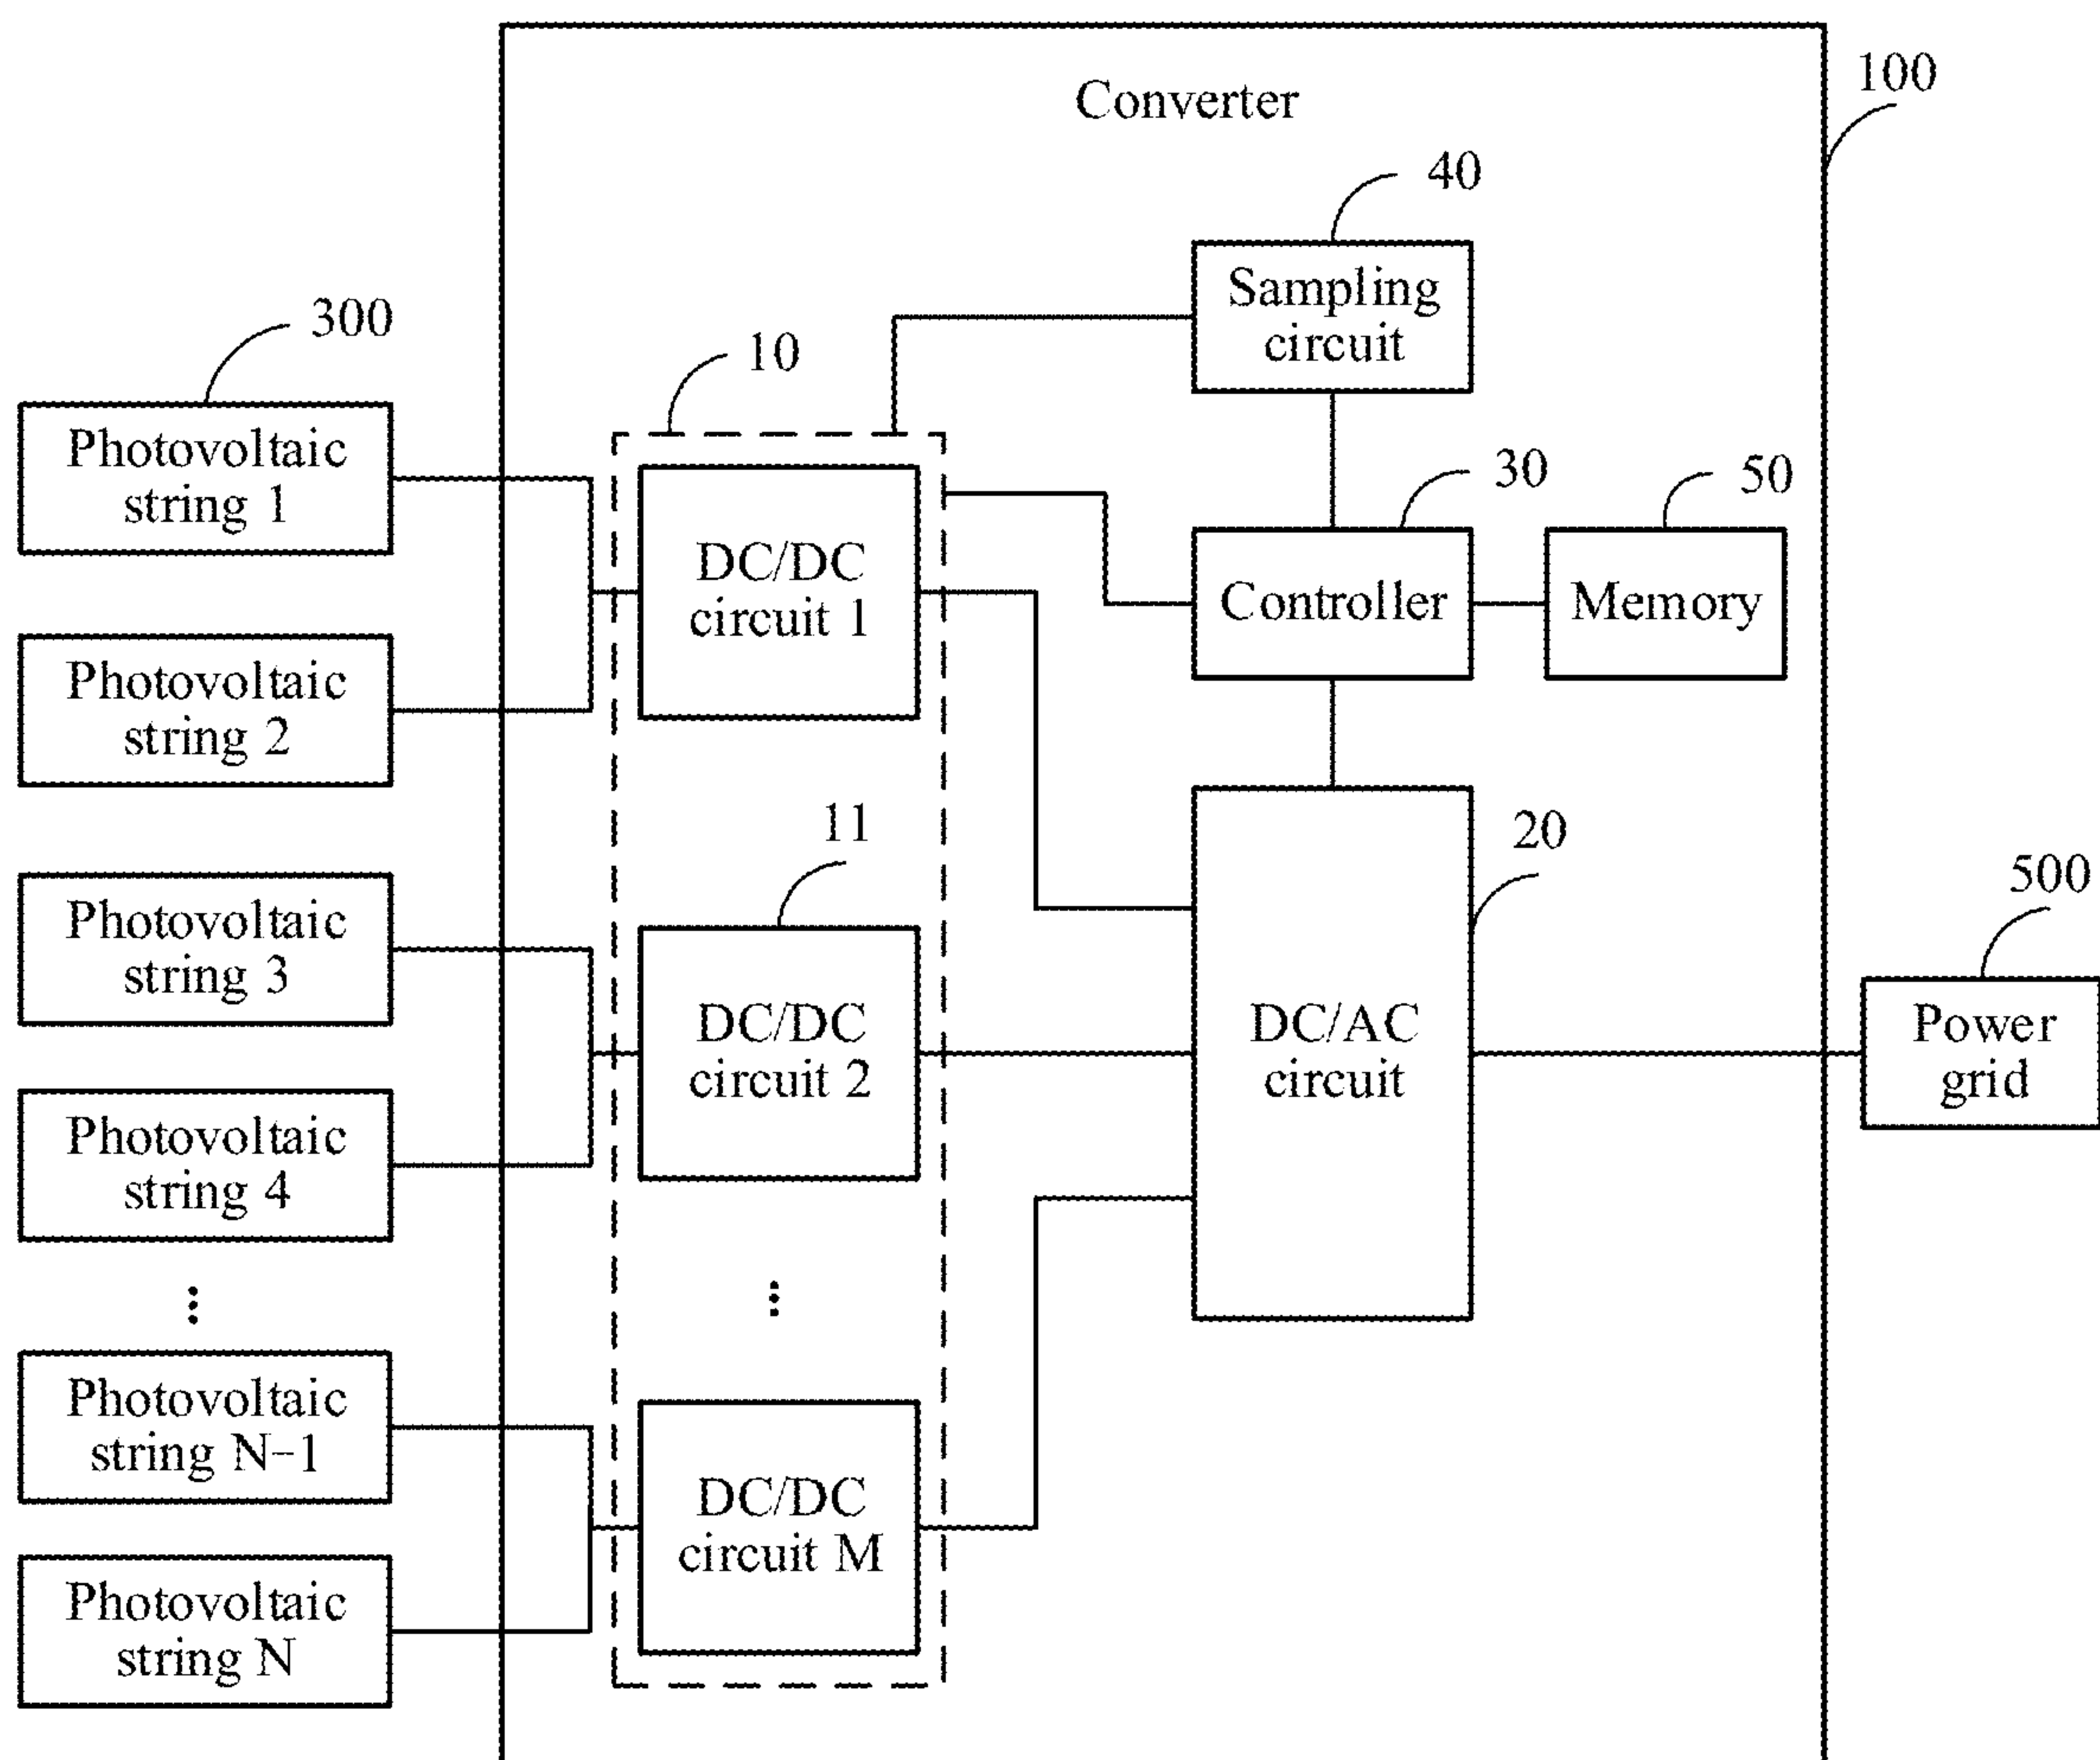 Converter
100
40
Sampling
circuit
300
10
Photovoltaic
string 1
30
50
DC/DC
circuit 1
Controller
Memory
Photovoltaic
string 2
11
20
Photovoltaic
string 3
500
DC/DC
circuit 2
DC/AC
circuit
Power
grid
Photovoltaic
string 4
Photovoltaic
string N-1
DC/DC
circuit M
Photovoltaic
string N